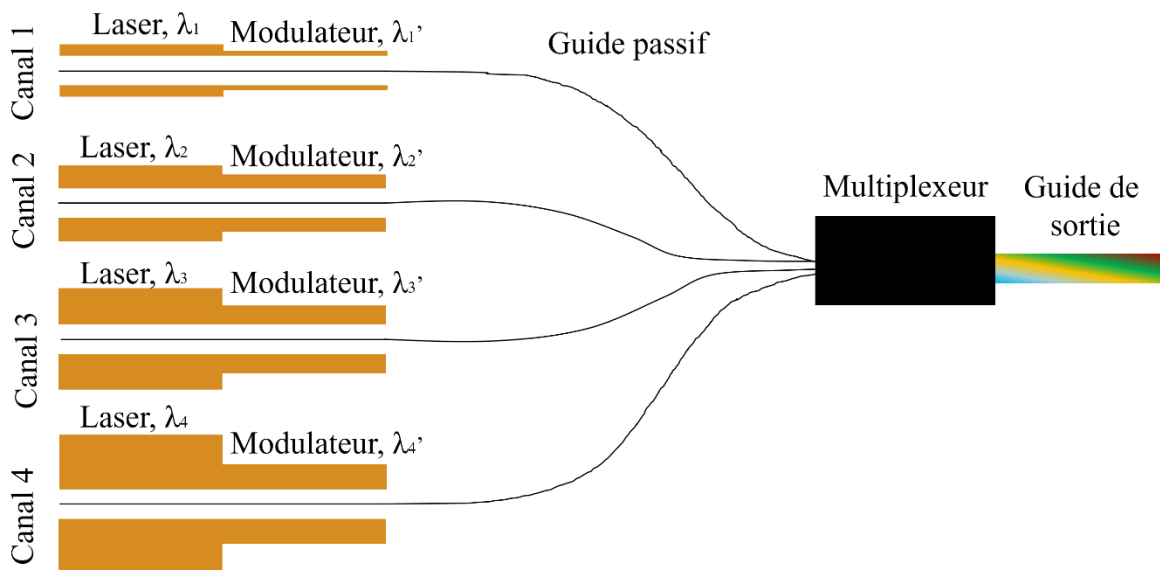 Canal 1
Laser, λ₁
Modulateur, λ₁’
Guide passif
Canal 2
Laser, λ₂
Modulateur, λ₂’
Multiplexeur
Guide de
sortie
Canal 3
Laser, λ₃
Modulateur, λ₃’
Canal 4
Laser, λ₄
Modulateur, λ₄’